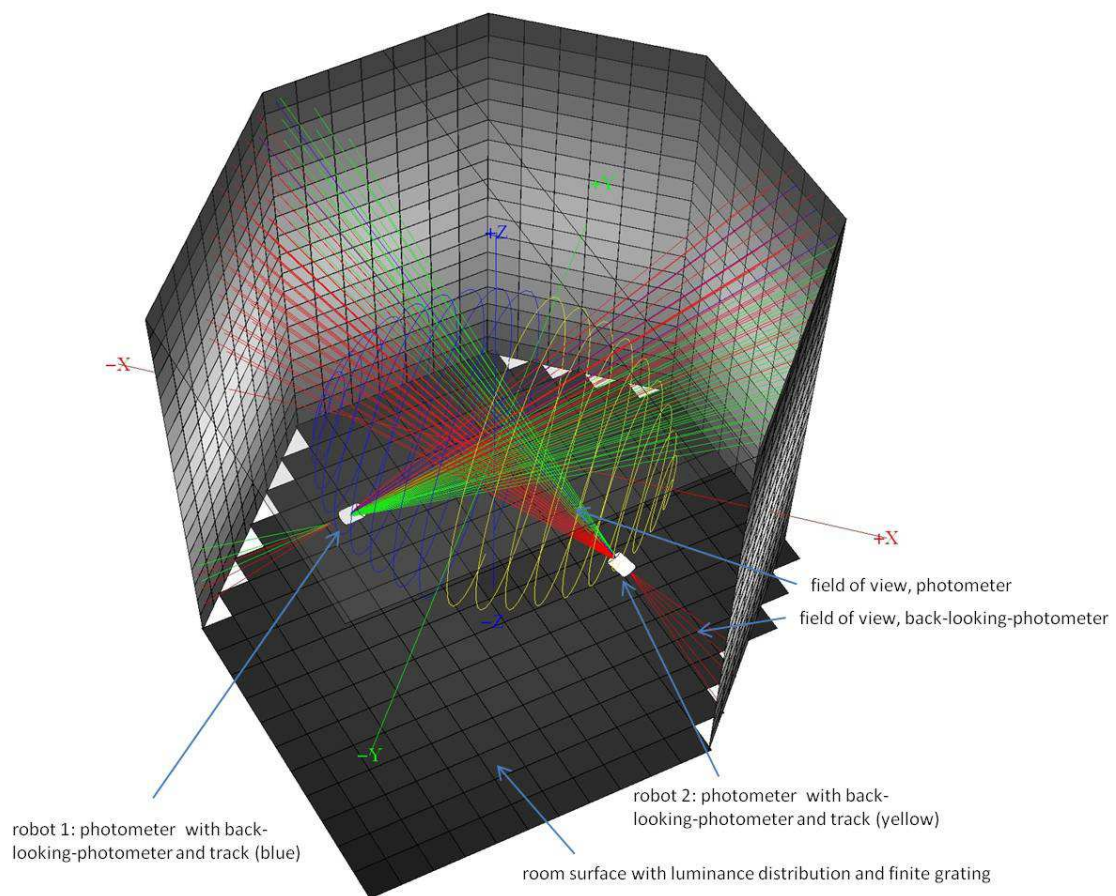 +Y
+Z
−X
+X
field of view, photometer
field of view, back-looking-photometer
−Z
−Y
robot 2: photometer with back-
looking-photometer and track (yellow)
robot 1: photometer with back-
looking-photometer and track (blue)
room surface with luminance distribution and finite grating